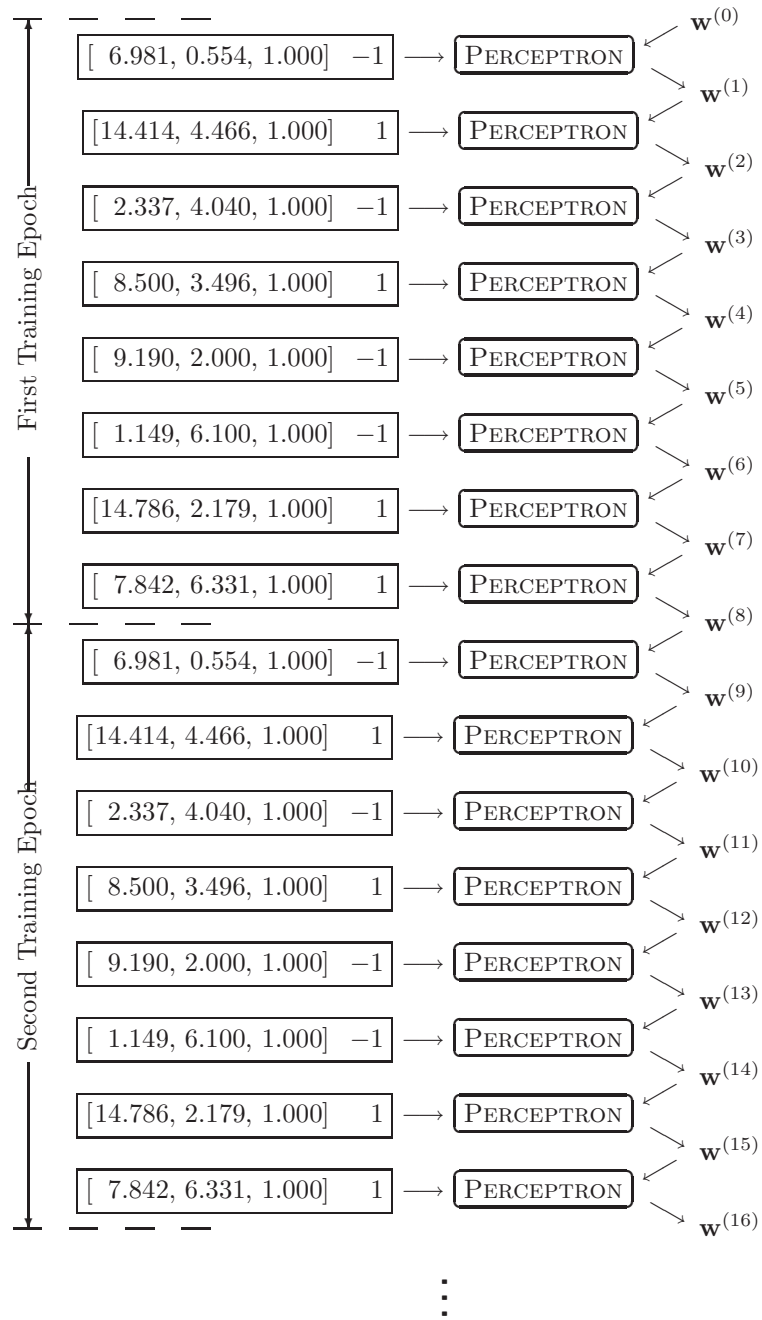 w(0)
[ 6.981, 0.554, 1.000] −1 PERCEPTRON
w(1)
[14.414, 4.466, 1.000] 1 PERCEPTRON
w(2)
[ 2.337, 4.040, 1.000] −1 PERCEPTRON
w(3)
[ 8.500, 3.496, 1.000] 1 PERCEPTRON
w(4)
[ 9.190, 2.000, 1.000] −1 PERCEPTRON
w(5)
[ 1.149, 6.100, 1.000] −1 PERCEPTRON
w(6)
[14.786, 2.179, 1.000] 1 PERCEPTRON
w(7)
[ 7.842, 6.331, 1.000] 1 PERCEPTRON
w(8)
First Training Epoch
[ 6.981, 0.554, 1.000] −1 PERCEPTRON
w(9)
[14.414, 4.466, 1.000] 1 PERCEPTRON
w(10)
[ 2.337, 4.040, 1.000] −1 PERCEPTRON
w(11)
[ 8.500, 3.496, 1.000] 1 PERCEPTRON
w(12)
[ 9.190, 2.000, 1.000] −1 PERCEPTRON
w(13)
[ 1.149, 6.100, 1.000] −1 PERCEPTRON
w(14)
[14.786, 2.179, 1.000] 1 PERCEPTRON
w(15)
[ 7.842, 6.331, 1.000] 1 PERCEPTRON
w(16)
Second Training Epoch
⋮